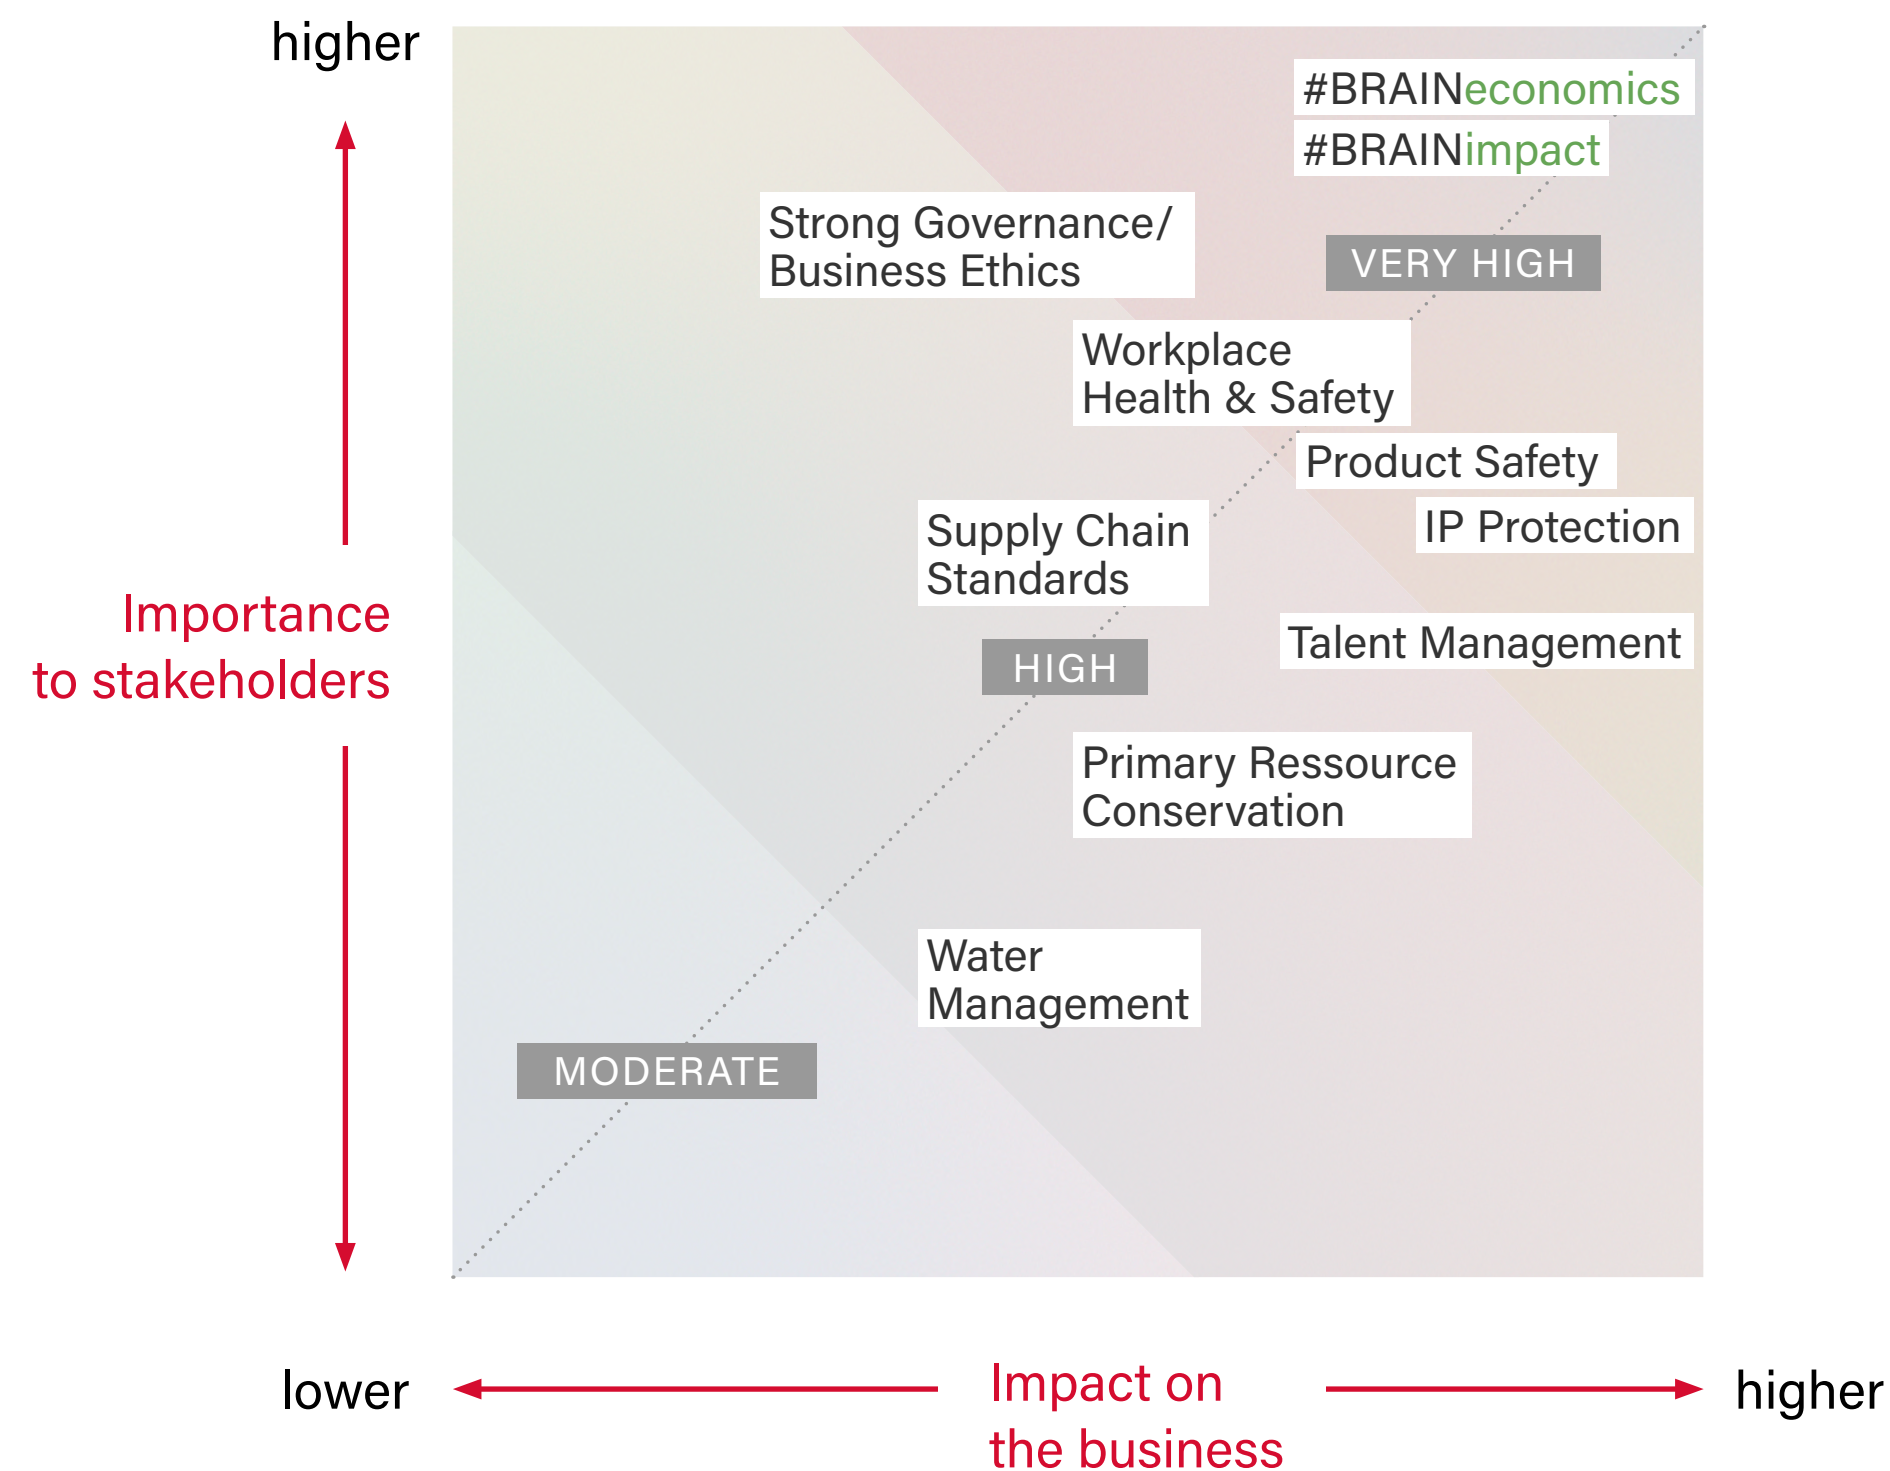 higher
#BRAINeconomics
#BRAINimpact
Strong Governance/
Business Ethics
VERY HIGH
Workplace
Health & Safety
Product Safety
IP Protection
Supply Chain
Standards
Importance
to stakeholders
Talent Management
HIGH
Primary Ressource
Conservation
Water
Management
MODERATE
lower
Impact on
the business
higher